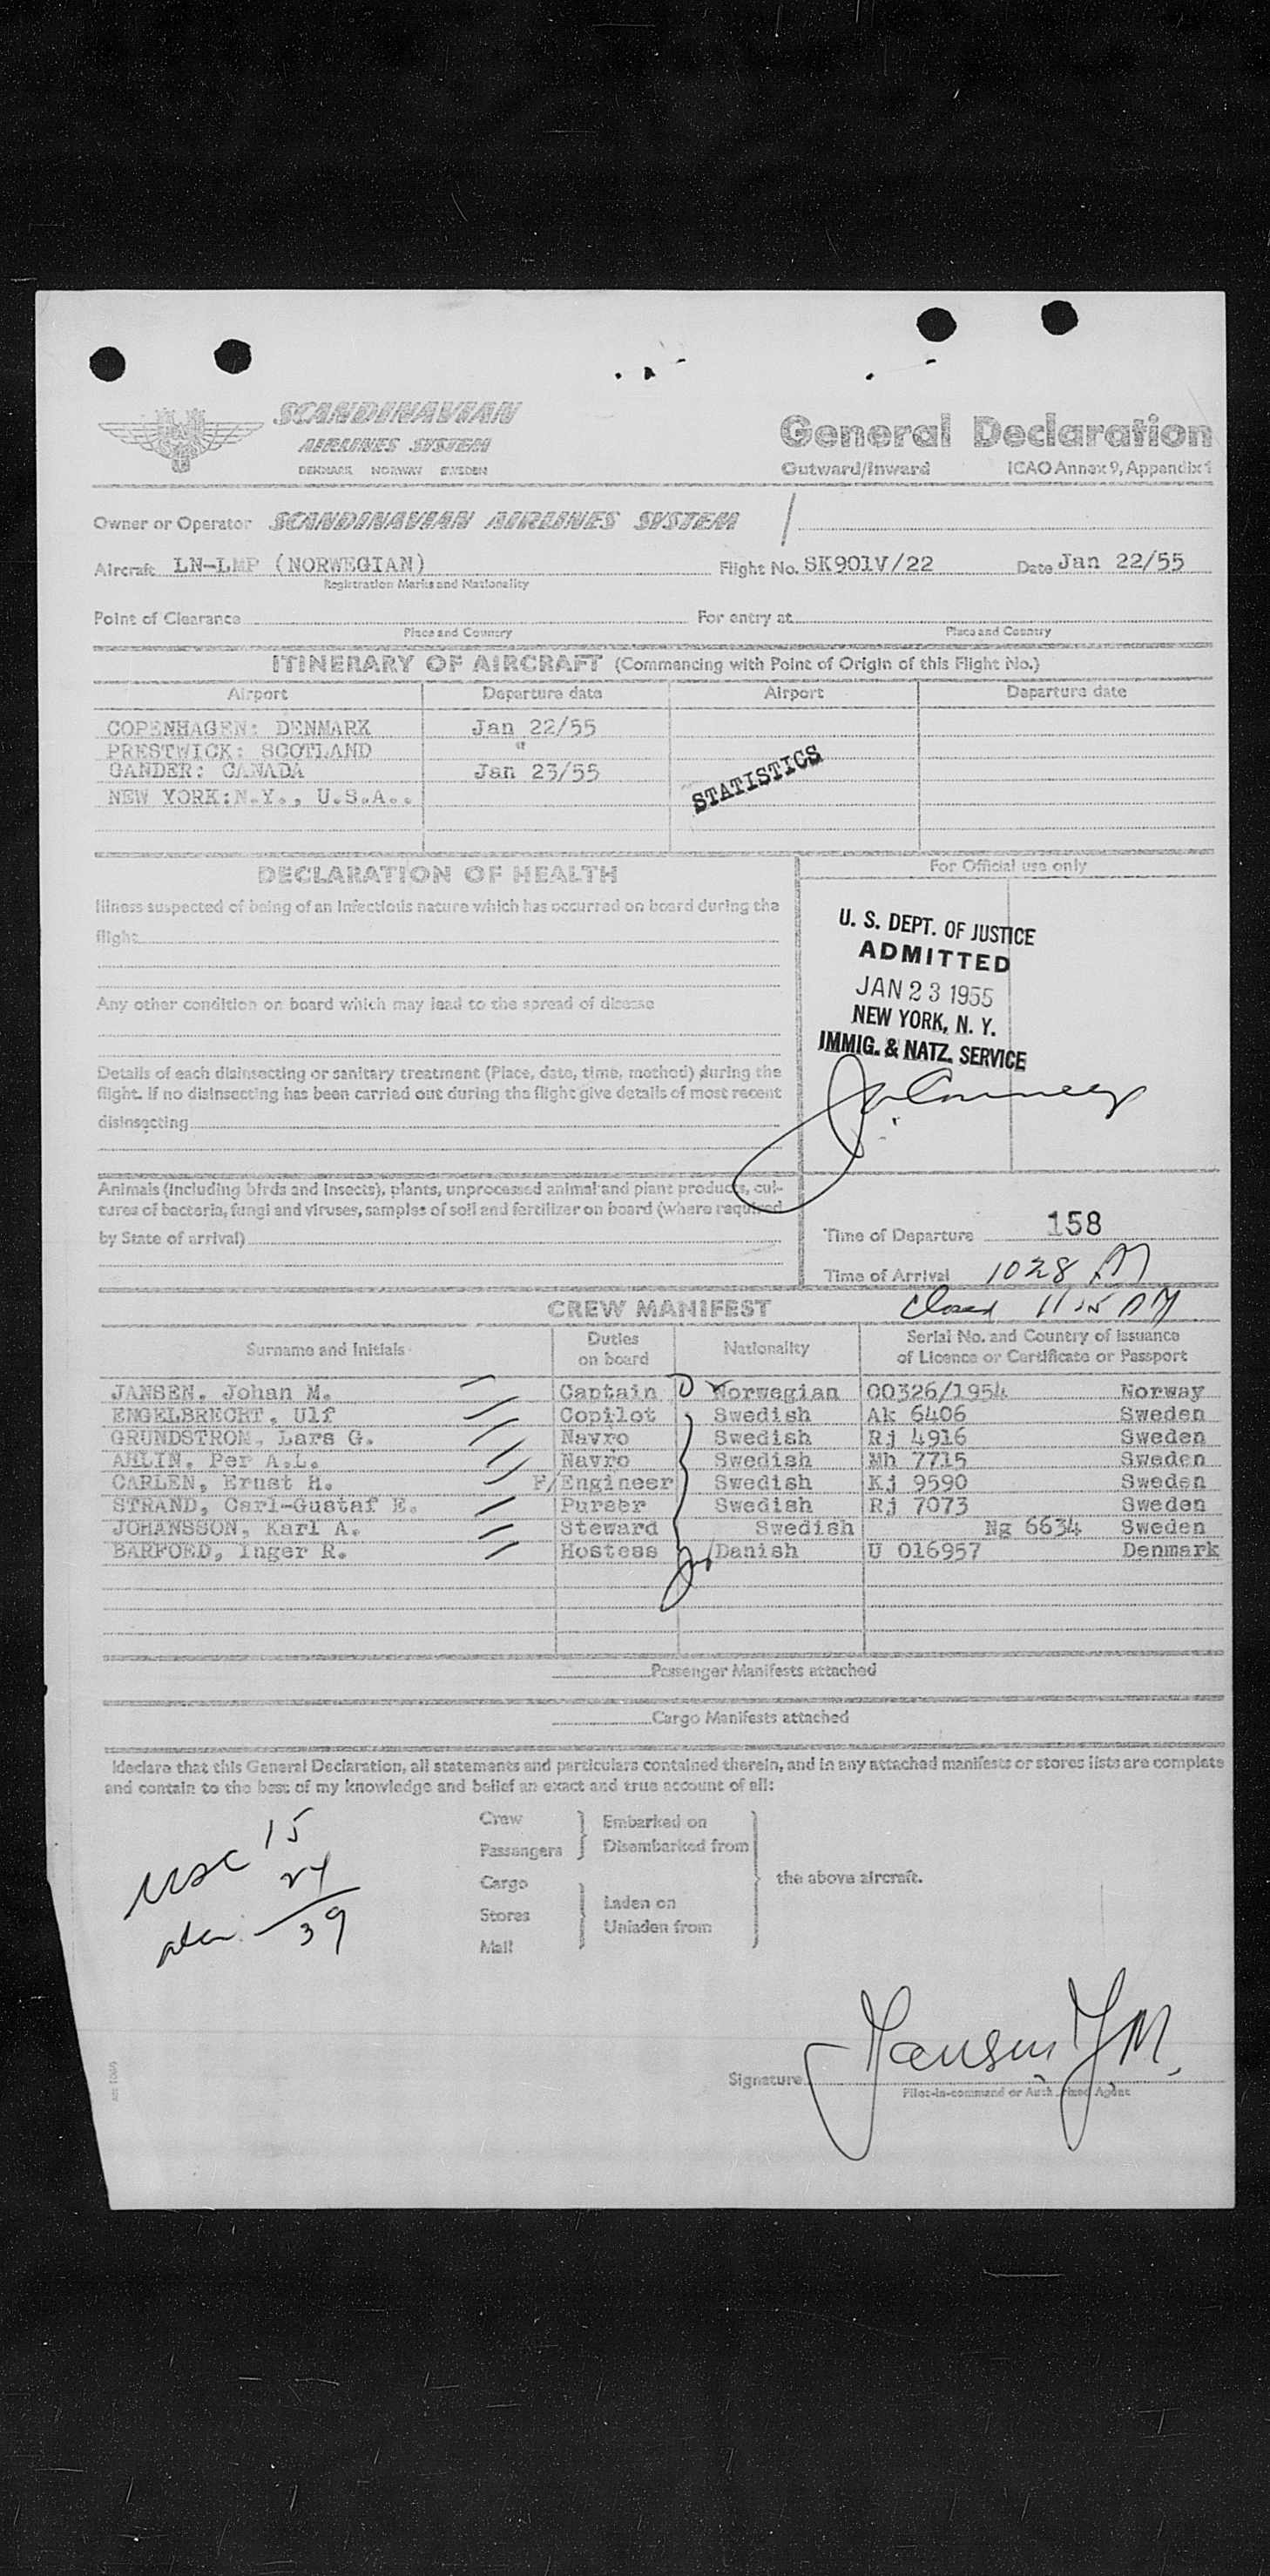 SCANDINAVIAN
AIRLINES SYSTEM
DENMARK NORWAY SWEDEN
General Declaration
Outward/Inward ICAO Annex 9, Appendix 1
Owner or Operator SCANDINAVIAN AIRLINES SYSTEM
Aircraft LN-LMP (NORWEGIAN) Flight No. SK901V/22 Date Jan 22/55
Registration Marks and Nationality
Point of Clearance For entry at
Place and Country Place and Country
ITINERARY OF AIRCRAFT (Commencing with Point of Origin of this Flight No.)
Airport Departure date Airport Departure date
COPENHAGEN: DENMARK Jan 22/55
PRESTWICK: SCOTLAND "
GANDER: CANADA Jan 23/55
NEW YORK:N.Y., U.S.A..
STATISTICS
DECLARATION OF HEALTH
Illness suspected of being of an infectious nature which has occurred on board during the
flight
Any other condition on board which may lead to the spread of disease
Details of each disinsecting or sanitary treatment (Place, date, time, method) during the
flight. If no disinsecting has been carried out during the flight give details of most recent
disinsecting
Animals (including birds and insects), plants, unprocessed animal and plant products, cul-
tures of bacteria, fungi and viruses, samples of soil and fertilizer on board (where required
by State of arrival)
For Official use only
U. S. DEPT. OF JUSTICE
ADMITTED
JAN 23 1955
NEW YORK, N. Y.
IMMIG. & NATZ. SERVICE
Time of Departure 158
Time of Arrival 1028 AM
Closed 1115 AM
CREW MANIFEST
Surname and Initials Duties on board Nationality Serial No. and Country of issuance of Licence or Certificate or Passport
JANSEN, Johan M. Captain Norwegian 00326/1954 Norway
ENGELBRECHT, Ulf Copilot Swedish Ak 6406 Sweden
GRUNDSTROM, Lars G. Navro Swedish Rj 4916 Sweden
AHLIN, Per A.L. Navro Swedish Mh 7715 Sweden
CARLEN, Ernst H. F/Engineer Swedish Kj 9590 Sweden
STRAND, Carl-Gustaf E. Purser Swedish Rj 7073 Sweden
JOHANSSON, Karl A. Steward Swedish Ng 6634 Sweden
BARFOED, Inger R. Hostess Danish U 016957 Denmark
Passenger Manifests attached
Cargo Manifests attached
I declare that this General Declaration, all statements and particulars contained therein, and in any attached manifests or stores lists are complete
and contain to the best of my knowledge and belief an exact and true account of all:
Crew
Passengers
Cargo
Stores
Mail
Embarked on
Disembarked from
Laden on
Unladen from
the above aircraft.
USC 15
24
39
Signature Jansen J.M.
Pilot-in-command or Authorized Agent